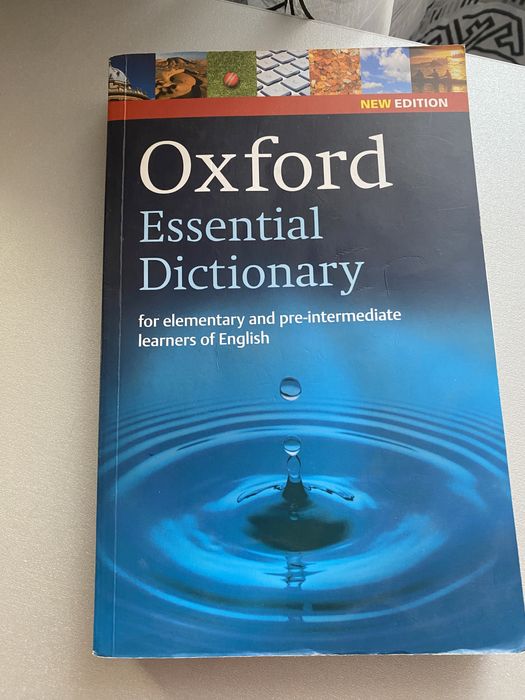 NEW EDITION
Oxford
Essential
Dictionary
for elementary and pre-intermediate
learners of English